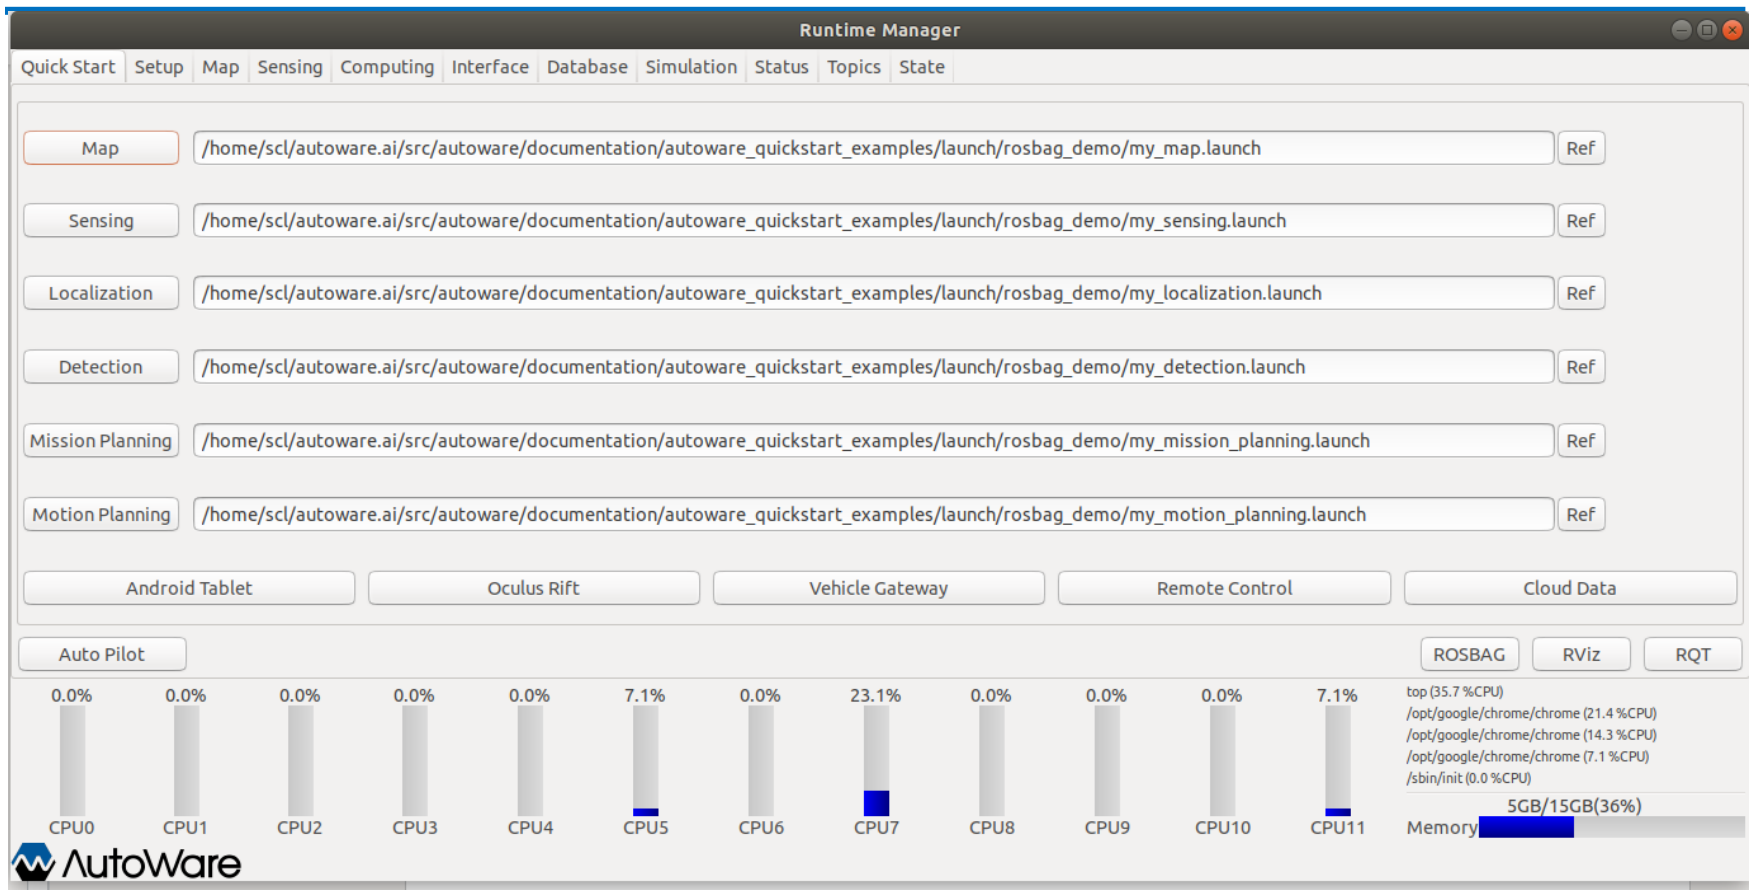 Runtime Manager
Quick Start Setup Map Sensing Computing Interface Database Simulation Status Topics State
Map /home/scl/autoware.ai/src/autoware/documentation/autoware_quickstart_examples/launch/rosbag_demo/my_map.launch Ref
Sensing /home/scl/autoware.ai/src/autoware/documentation/autoware_quickstart_examples/launch/rosbag_demo/my_sensing.launch Ref
Localization /home/scl/autoware.ai/src/autoware/documentation/autoware_quickstart_examples/launch/rosbag_demo/my_localization.launch Ref
Detection /home/scl/autoware.ai/src/autoware/documentation/autoware_quickstart_examples/launch/rosbag_demo/my_detection.launch Ref
Mission Planning /home/scl/autoware.ai/src/autoware/documentation/autoware_quickstart_examples/launch/rosbag_demo/my_mission_planning.launch Ref
Motion Planning /home/scl/autoware.ai/src/autoware/documentation/autoware_quickstart_examples/launch/rosbag_demo/my_motion_planning.launch Ref
Android Tablet Oculus Rift Vehicle Gateway Remote Control Cloud Data
Auto Pilot ROSBAG RViz RQT
0.0% 0.0% 0.0% 0.0% 0.0% 7.1% 0.0% 23.1% 0.0% 0.0% 0.0% 7.1%
CPU0 CPU1 CPU2 CPU3 CPU4 CPU5 CPU6 CPU7 CPU8 CPU9 CPU10 CPU11
top (35.7 %CPU)
/opt/google/chrome/chrome (21.4 %CPU)
/opt/google/chrome/chrome (14.3 %CPU)
/opt/google/chrome/chrome (7.1 %CPU)
/sbin/init (0.0 %CPU)
5GB/15GB(36%)
Memory
AutoWare